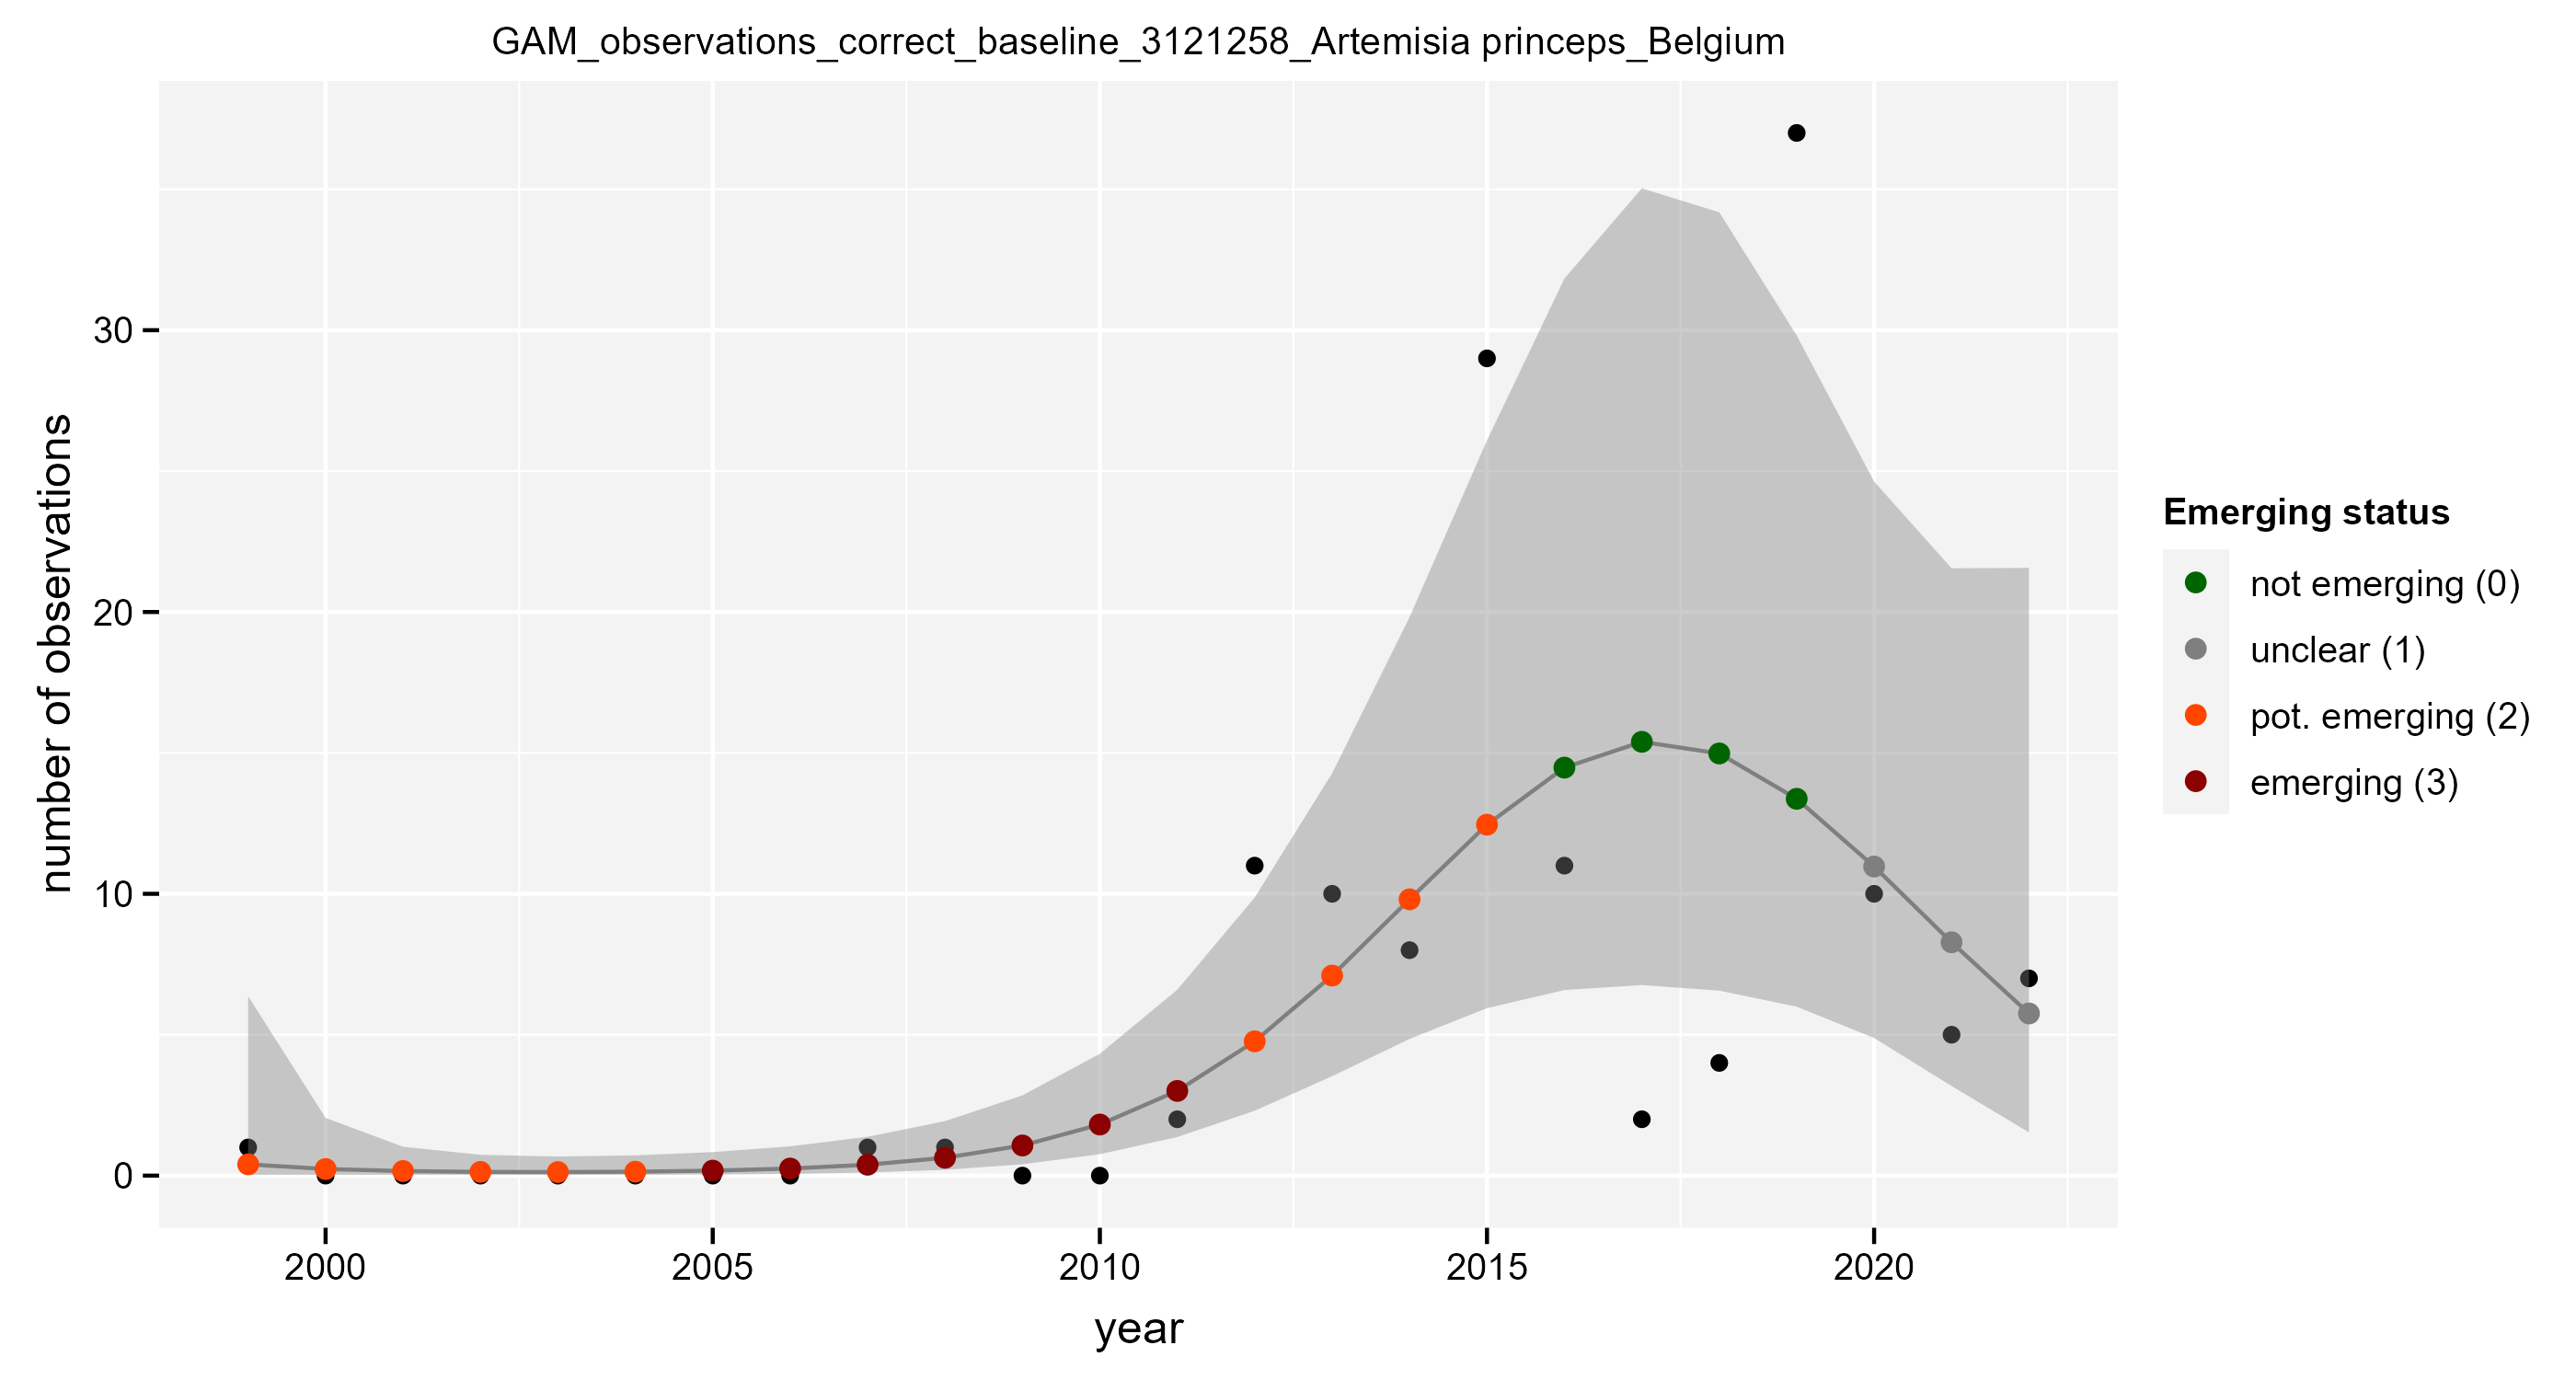 GAM_observations_correct_baseline_3121258_Artemisia princeps_Belgium
number of observations
30
20
10
0
2000 2005 2010 2015 2020
year
Emerging status
not emerging (0)
unclear (1)
pot. emerging (2)
emerging (3)